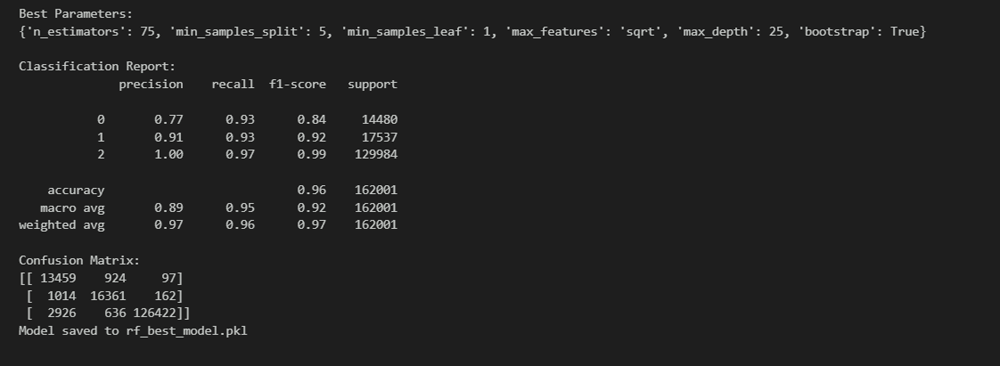 Best Parameters:
{'n_estimators': 75, 'min_samples_split': 5, 'min_samples_leaf': 1, 'max_features': 'sqrt', 'max_depth': 25, 'bootstrap': True}
Classification Report:
precision recall f1-score support
0 0.77 0.93 0.84 14480
1 0.91 0.93 0.92 17537
2 1.00 0.97 0.99 129984
accuracy 0.96 162001
macro avg 0.89 0.95 0.92 162001
weighted avg 0.97 0.96 0.97 162001
Confusion Matrix:
[[ 13459 924 97]
[ 1014 16361 162]
[ 2926 636 126422]]
Model saved to rf_best_model.pkl